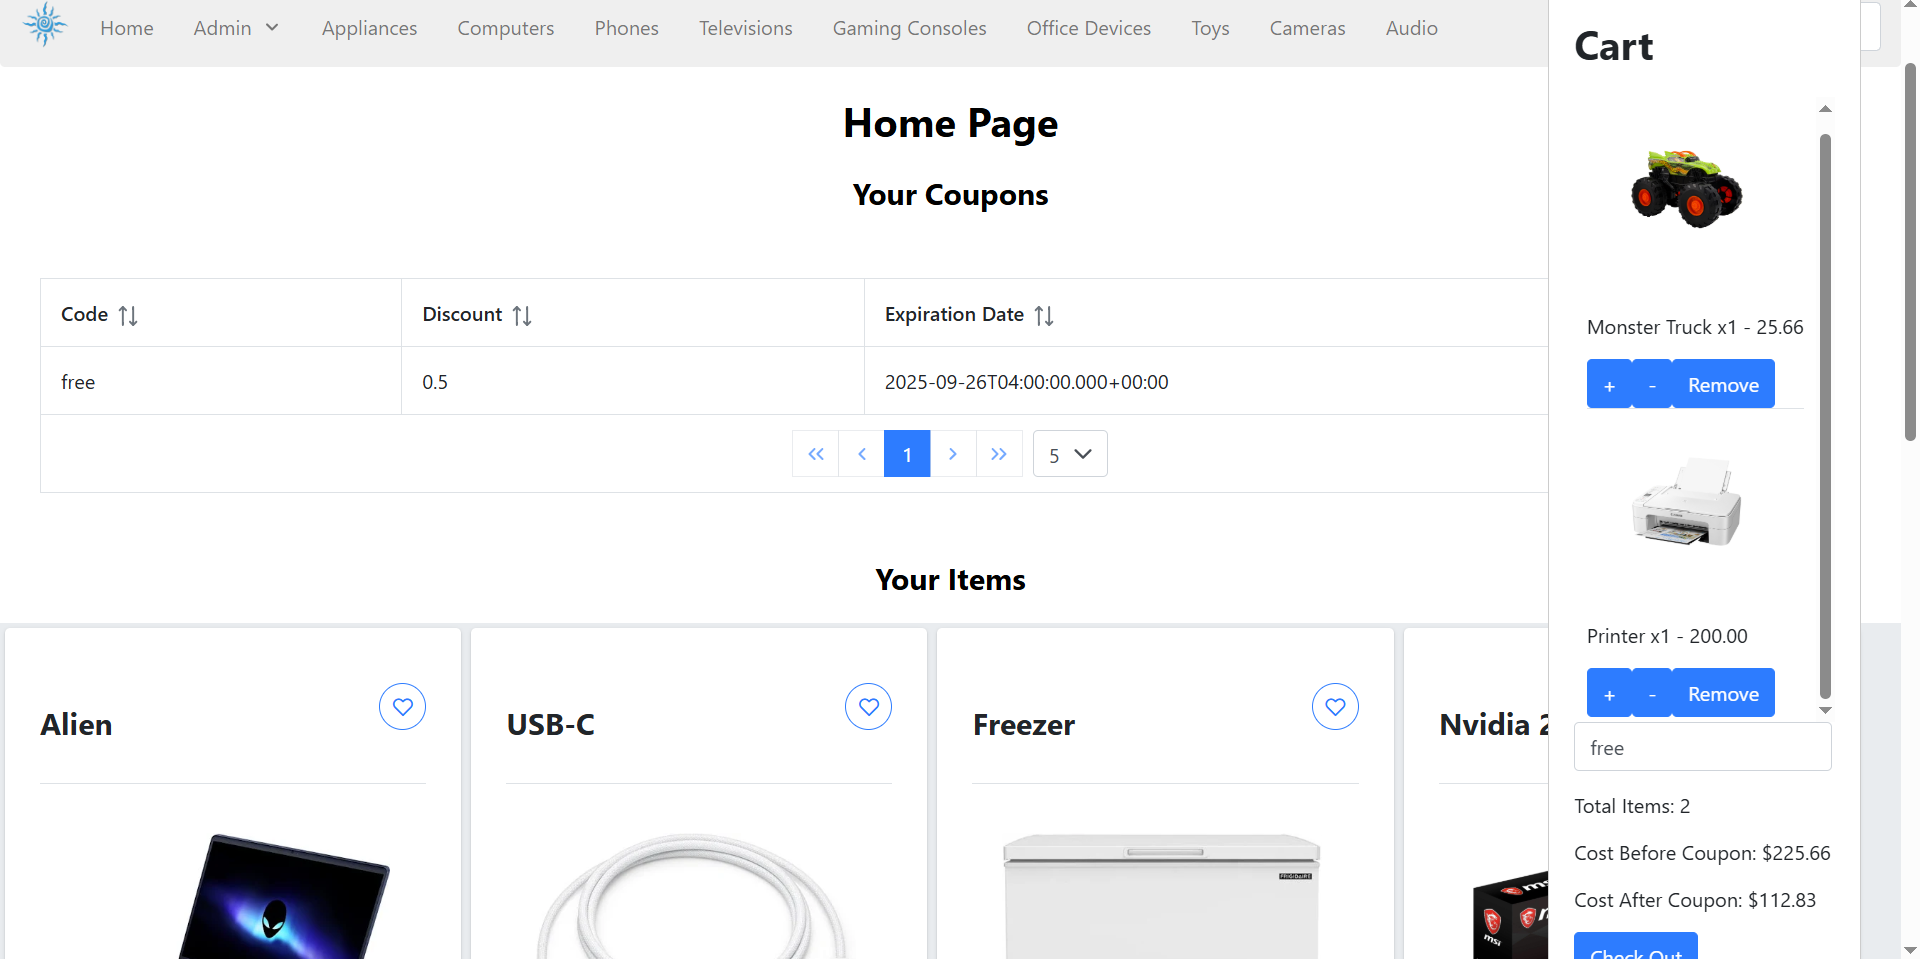 Home Admin Appliances Computers Phones Televisions Gaming Consoles Office Devices Toys Cameras Audio
Home Page
Your Coupons
Code Discount Expiration Date
free 0.5 2025-09-26T04:00:00.000+00:00
1 5
Your Items
Alien
USB-C
Freezer
FRIGIDAIRE
Nvidia 2
msi
Cart
Monster Truck x1 - 25.66
+ - Remove
Printer x1 - 200.00
+ - Remove
free
Total Items: 2
Cost Before Coupon: $225.66
Cost After Coupon: $112.83
Check Out